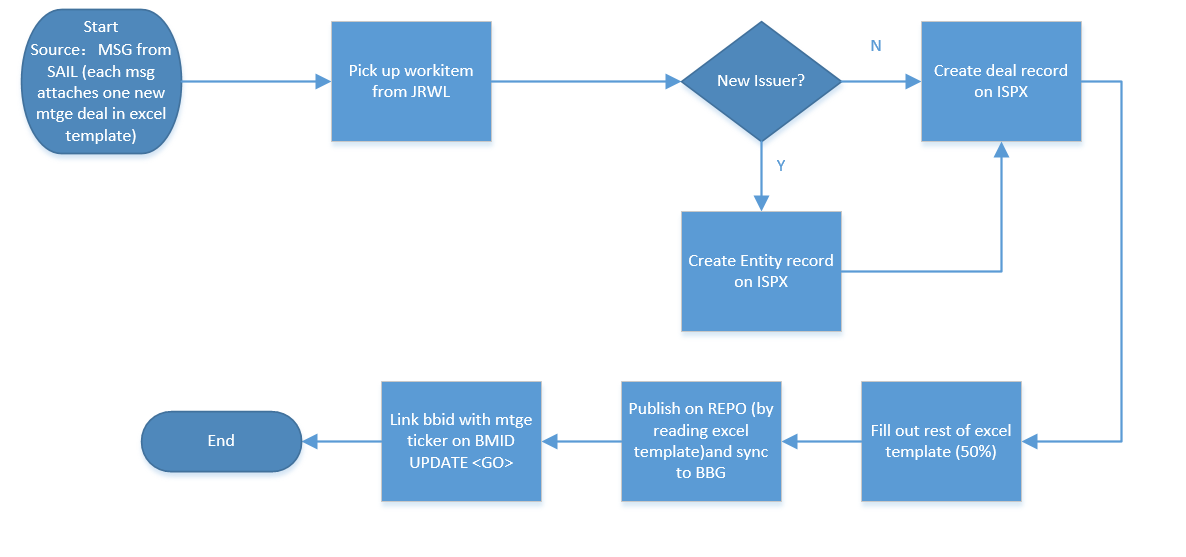 Start
Source： MSG from
SAIL (each msg
attaches one new
mtge deal in excel
template)
Pick up workitem
from JRWL
New Issuer?
N
Create deal record
on ISPX
Y
Create Entity record
on ISPX
End
Link bbid with mtge
ticker on BMID
UPDATE <GO>
Publish on REPO (by
reading excel
template)and sync
to BBG
Fill out rest of excel
template (50%)